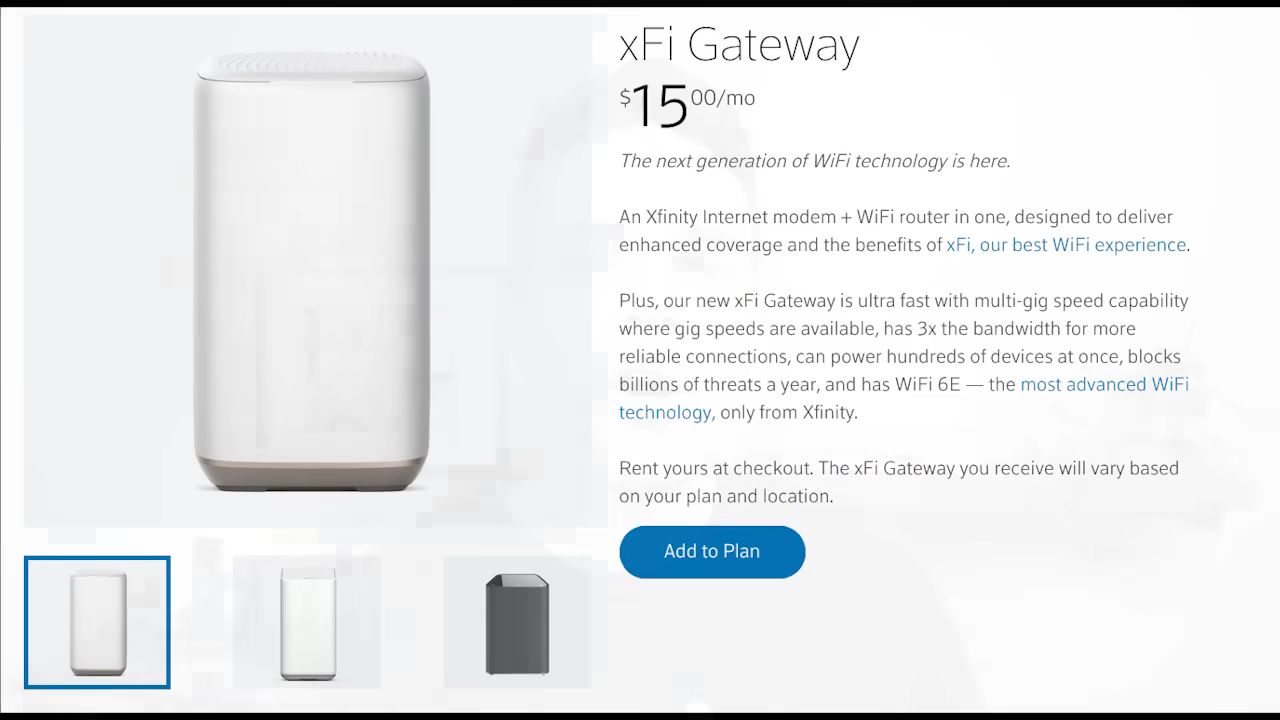 xFi Gateway
$15 00/mo
The next generation of WiFi technology is here.
An Xfinity Internet modem + WiFi router in one, designed to deliver
enhanced coverage and the benefits of xFi, our best WiFi experience.
Plus, our new xFi Gateway is ultra fast with multi-gig speed capability
where gig speeds are available, has 3x the bandwidth for more
reliable connections, can power hundreds of devices at once, blocks
billions of threats a year, and has WiFi 6E — the most advanced WiFi
technology, only from Xfinity.
Rent yours at checkout. The xFi Gateway you receive will vary based
on your plan and location.
Add to Plan